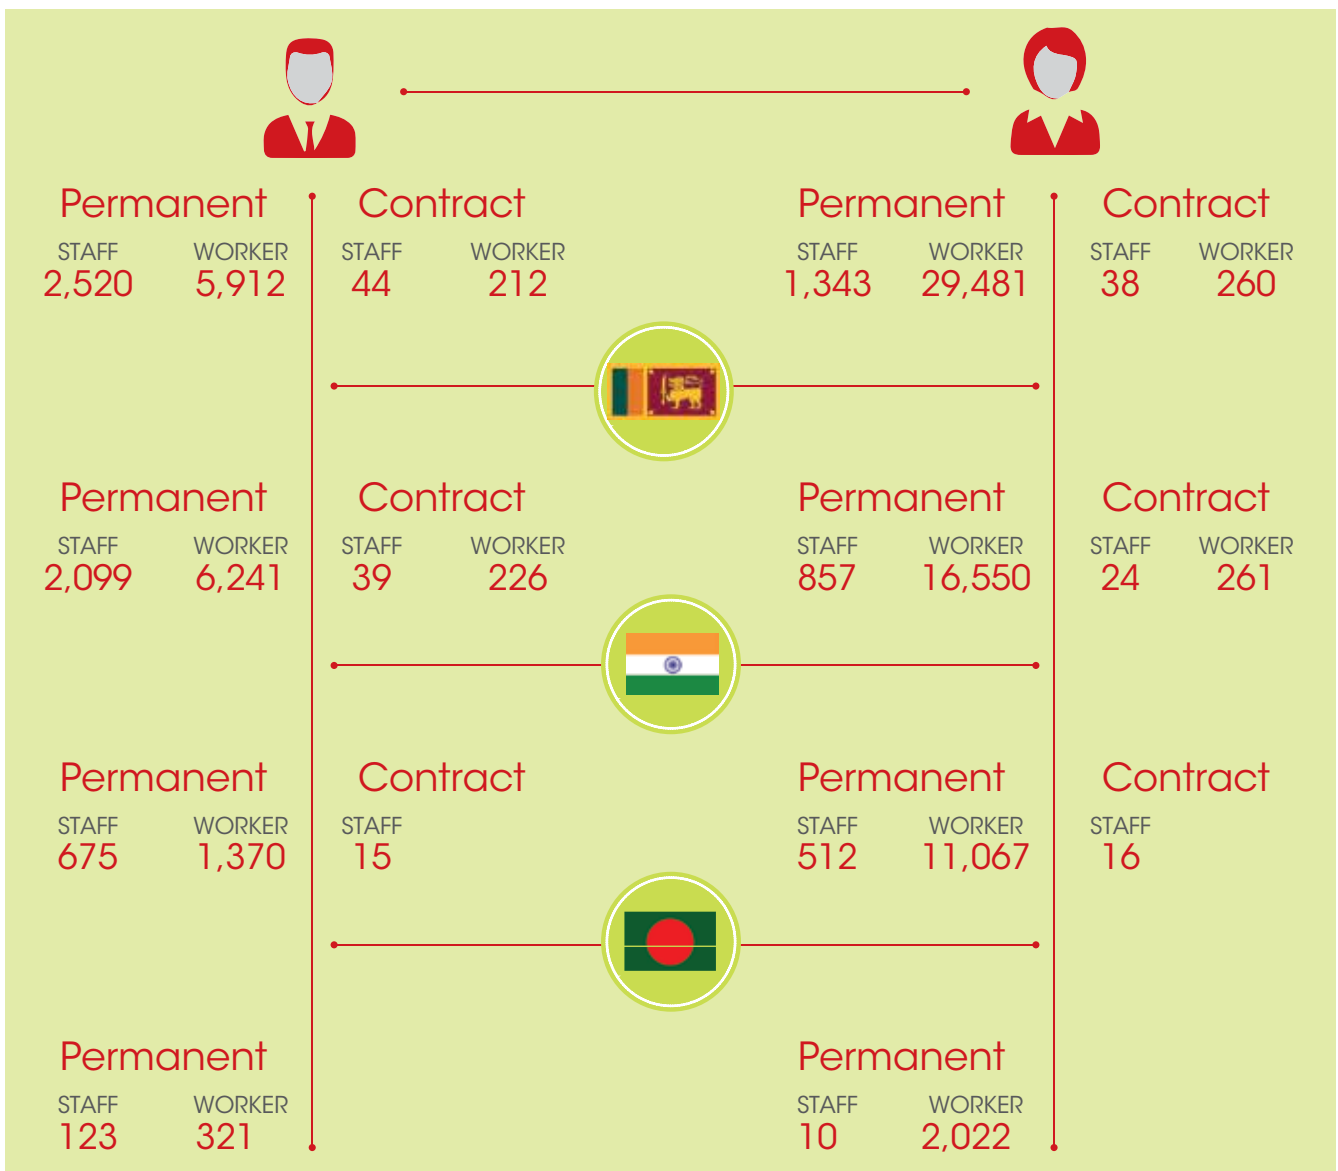 Permanent Contract Permanent Contract
STAFF WORKER STAFF WORKER STAFF WORKER STAFF WORKER
2,520 5,912 44 212 1,343 29,481 38 260
Permanent Contract Permanent Contract
STAFF WORKER STAFF WORKER STAFF WORKER STAFF WORKER
2,099 6,241 39 226 857 16,550 24 261
Permanent Contract Permanent Contract
STAFF WORKER STAFF STAFF WORKER STAFF
675 1,370 15 512 11,067 16
Permanent Permanent
STAFF WORKER STAFF WORKER
123 321 10 2,022